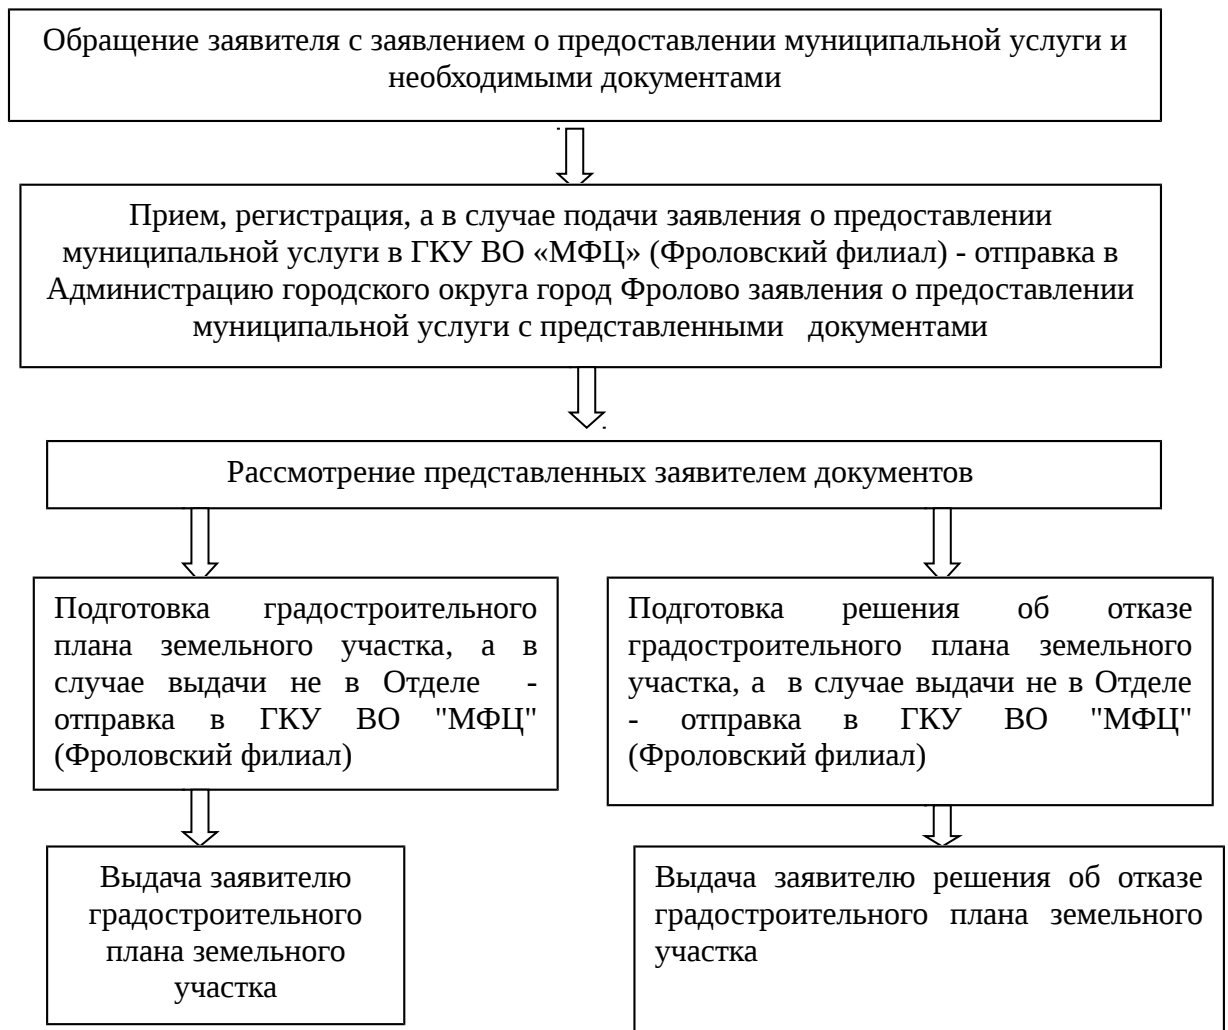 Обращение заявителя с заявлением о предоставлении муниципальной услуги и
необходимыми документами
Прием, регистрация, а в случае подачи заявления о предоставлении
муниципальной услуги в ГКУ ВО «МФЦ» (Фроловский филиал) - отправка в
Администрацию городского округа город Фролово заявления о предоставлении
муниципальной услуги с представленными документами
Рассмотрение представленных заявителем документов
Подготовка градостроительного
плана земельного участка, а в
случае выдачи не в Отделе -
отправка в ГКУ ВО "МФЦ"
(Фроловский филиал)
Подготовка решения об отказе
градостроительного плана земельного
участка, а в случае выдачи не в Отделе
- отправка в ГКУ ВО "МФЦ"
(Фроловский филиал)
Выдача заявителю
градостроительного
плана земельного
участка
Выдача заявителю решения об отказе
градостроительного плана земельного
участка